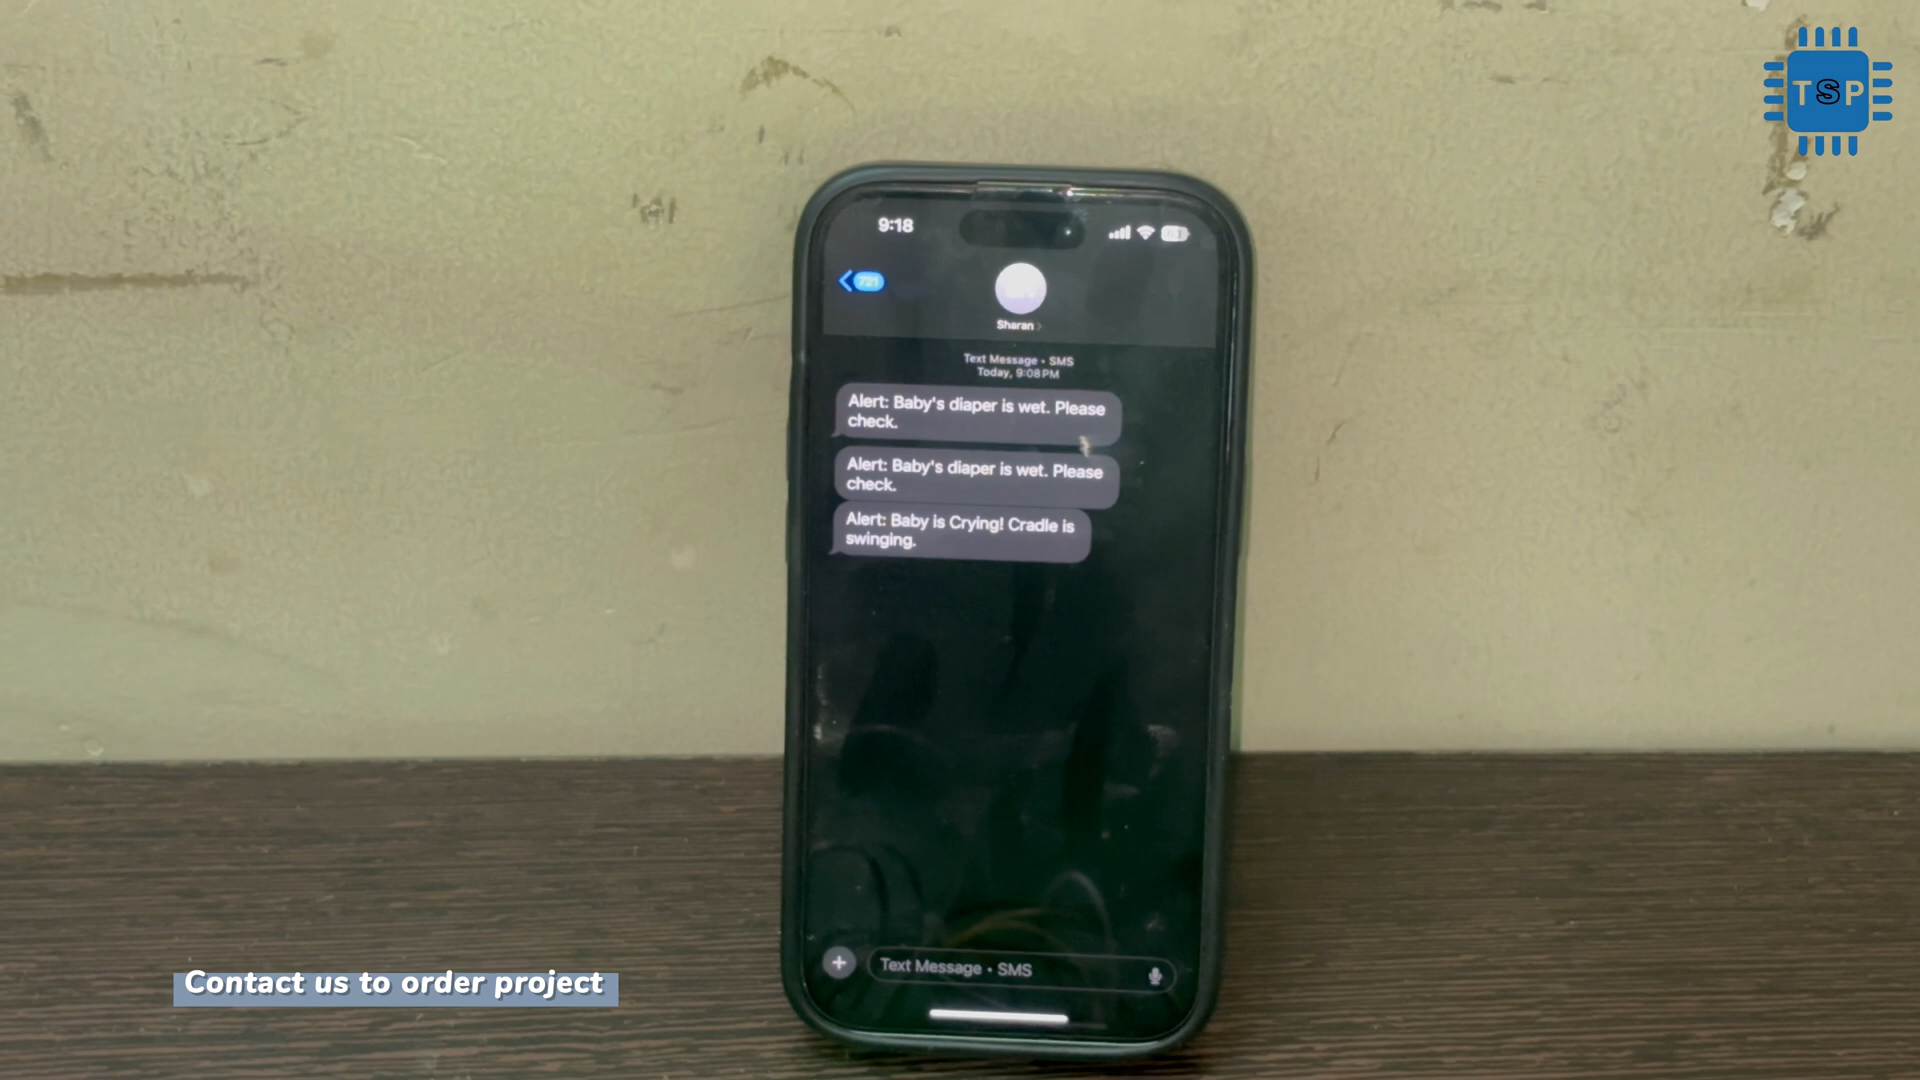 TSP
9:18
Sharan
Text Message • SMS
Today, 9:08 PM
Alert: Baby's diaper is wet. Please
check.
Alert: Baby's diaper is wet. Please
check.
Alert: Baby is Crying! Cradle is
swinging.
Text Message • SMS
Contact us to order project